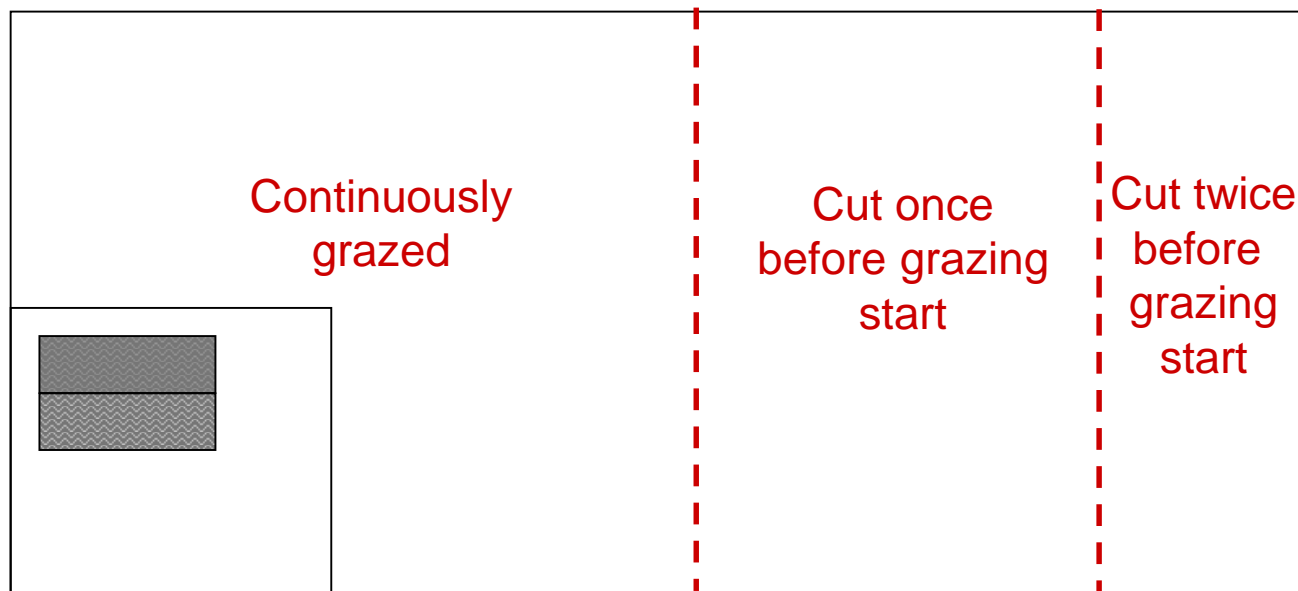 Continuously
grazed
Cut once
before grazing
start
Cut twice
before
grazing
start